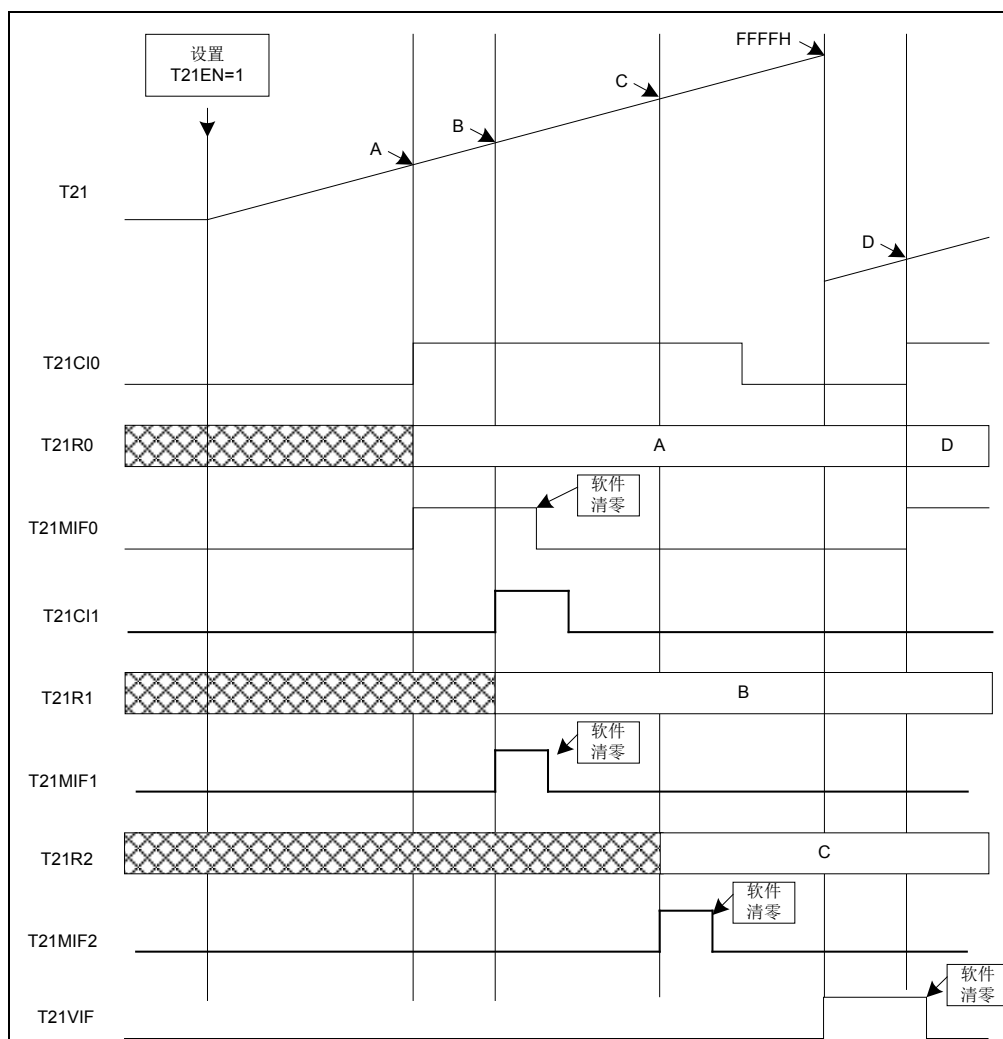 设置
T21EN=1
FFFFH
C
B
A
T21
D
T21CI0
T21R0
A
D
软件
清零
T21MIF0
T21CI1
T21R1
B
软件
清零
T21MIF1
T21R2
C
软件
清零
T21MIF2
软件
清零
T21VIF